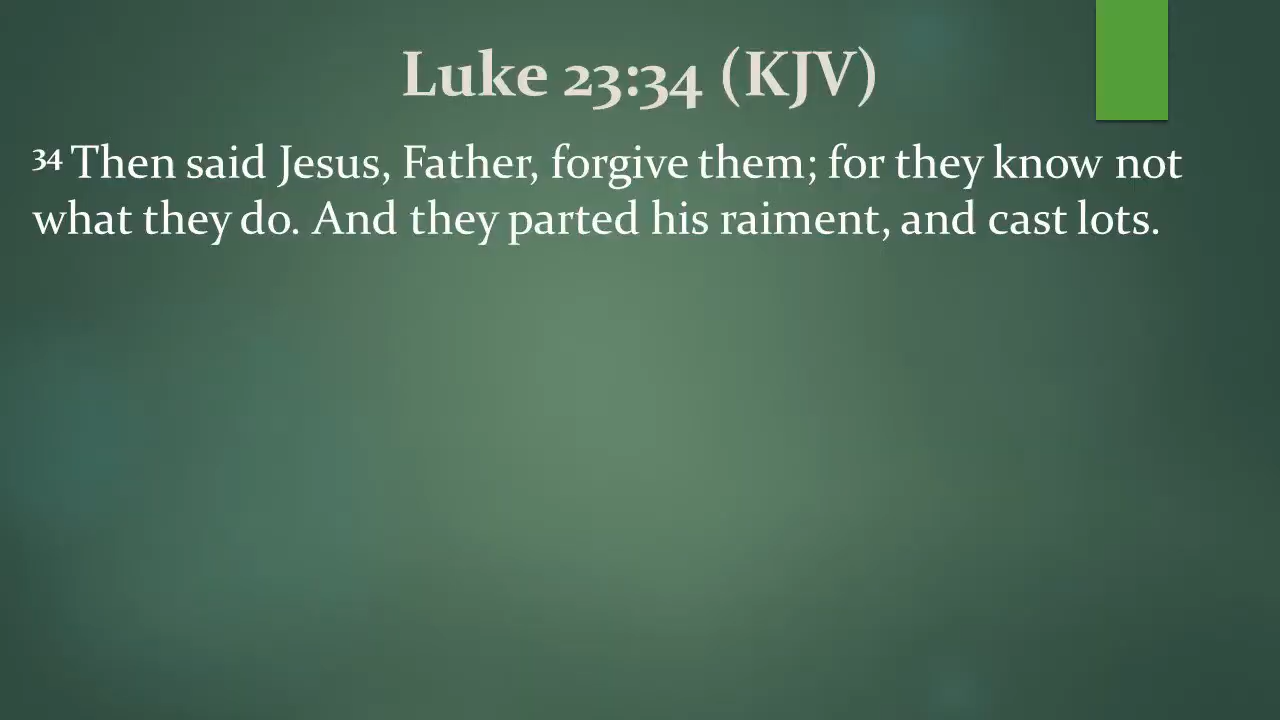 Luke 23:34 (KJV)
34 Then said Jesus, Father, forgive them; for they know not
what they do. And they parted his raiment, and cast lots.